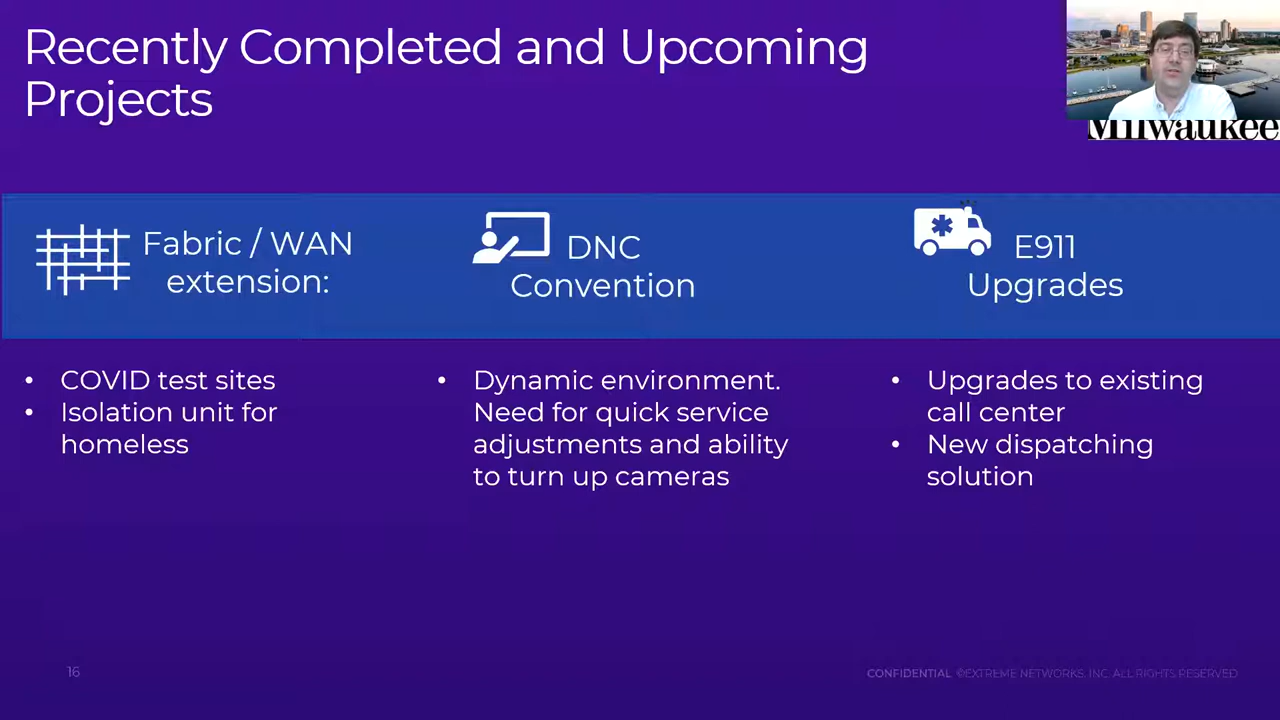 Recently Completed and Upcoming
Projects
Milwaukee
Fabric / WAN
extension:
DNC
Convention
E911
Upgrades
• COVID test sites
• Isolation unit for
homeless
• Dynamic environment.
Need for quick service
adjustments and ability
to turn up cameras
• Upgrades to existing
call center
• New dispatching
solution
16
CONFIDENTIAL ©EXTREME NETWORKS, INC. ALL RIGHTS RESERVED